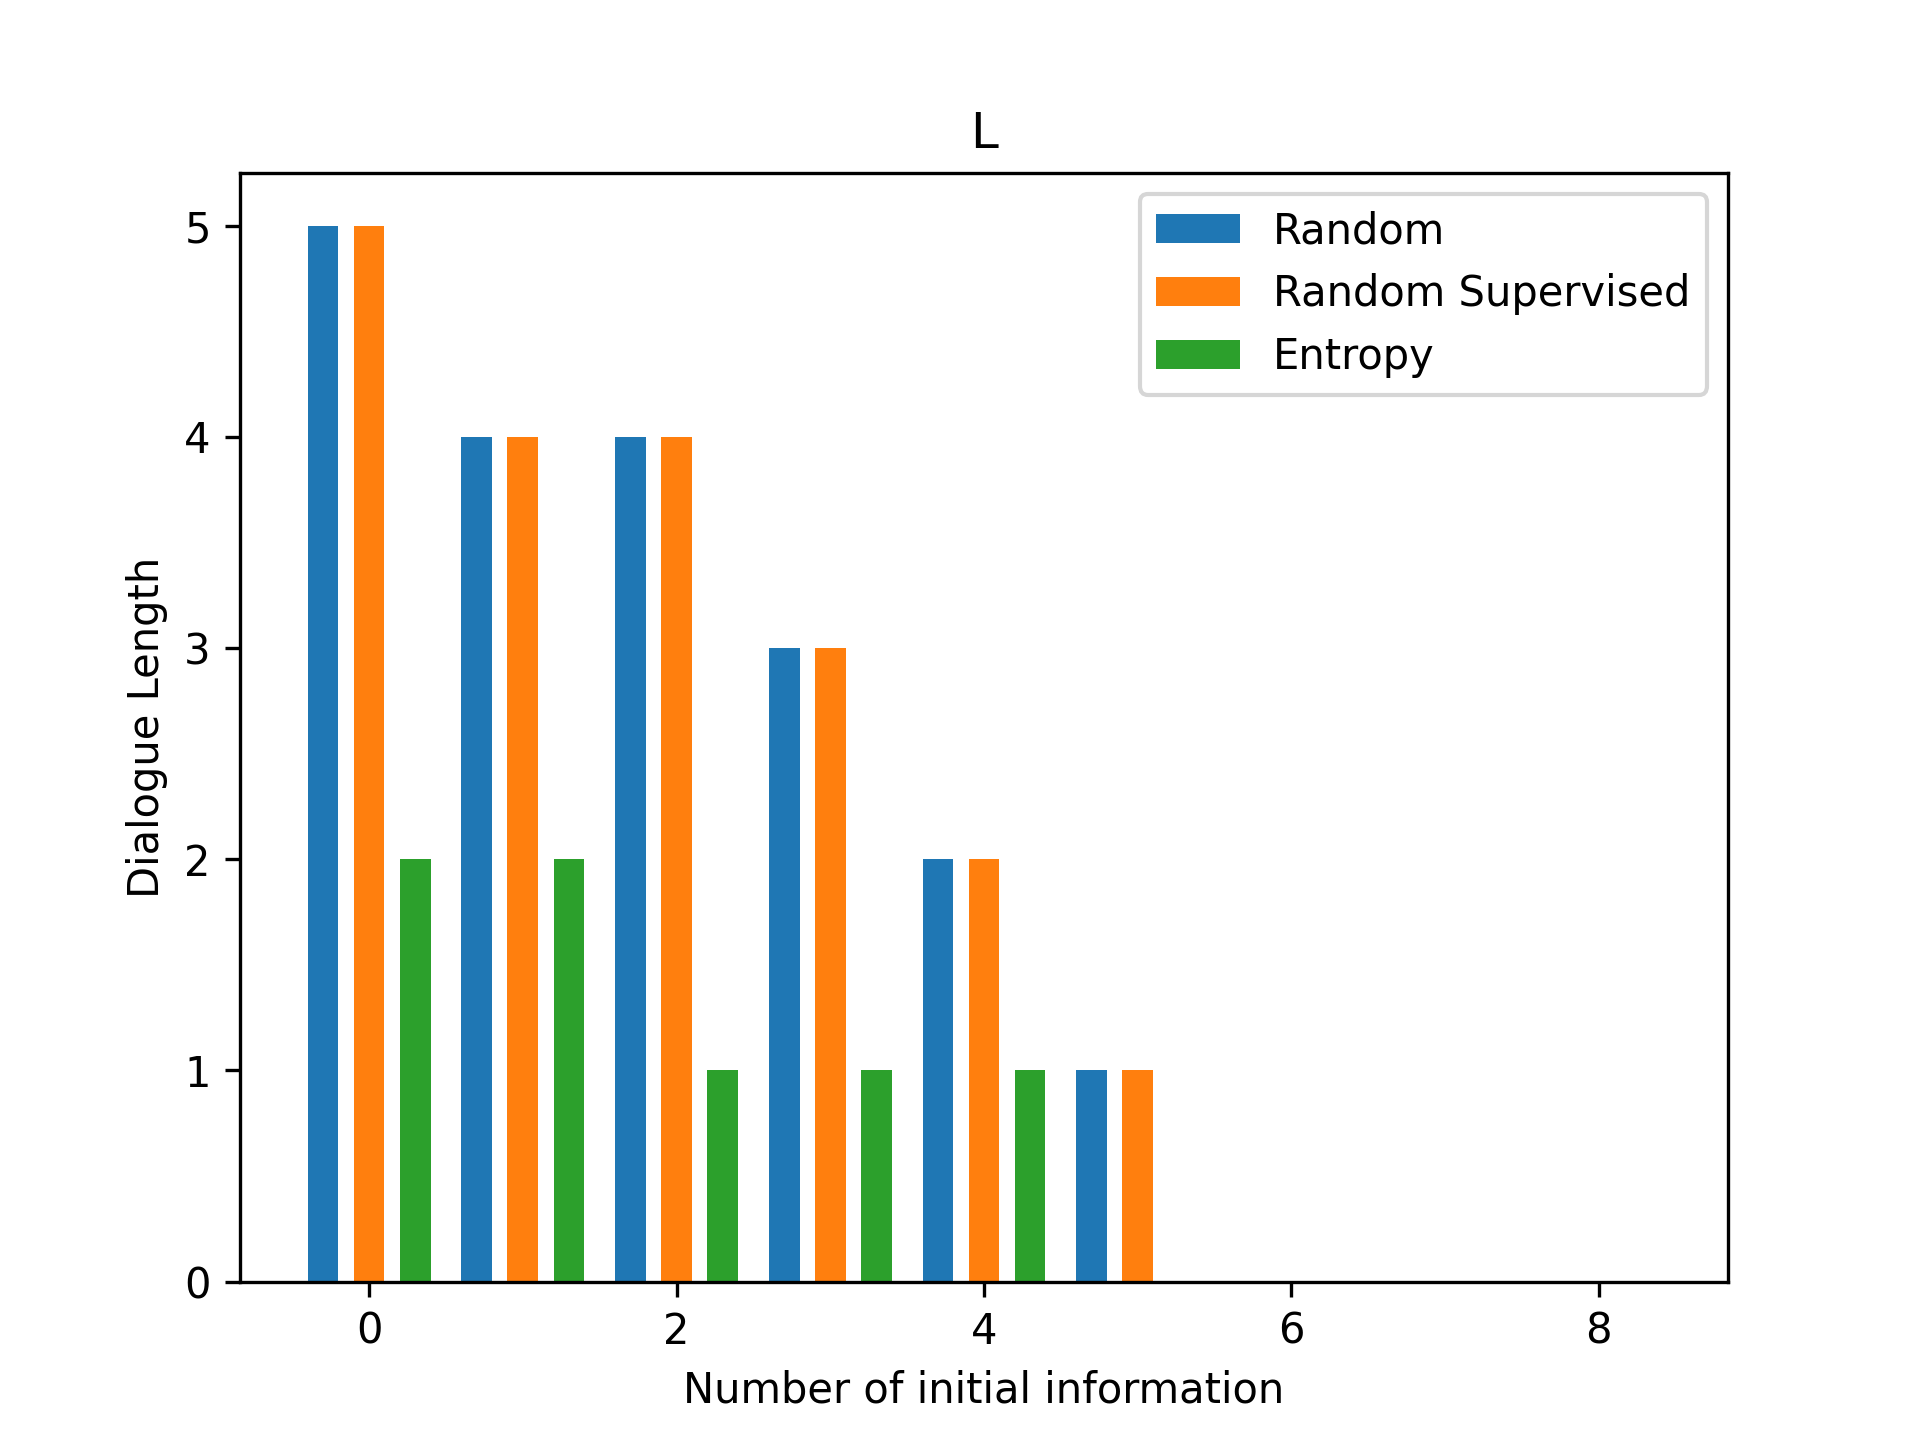 L
Random
Random Supervised
Entropy
5
4
3
2
1
0
Dialogue Length
0 2 4 6 8
Number of initial information